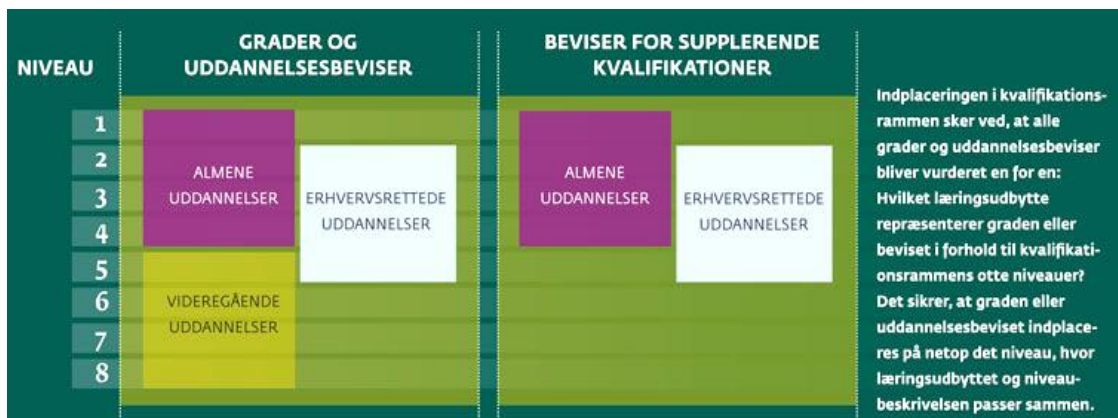 NIVEAU
GRADER OG
UDDANNELSESBEVISER
BEVISER FOR SUPPLERENDE
KVALIFIKATIONER
1
2
3
4
5
6
7
8
ALMENE
UDDANNELSER
ERHVERVSRETTEDE
UDDANNELSER
VIDEREGÅENDE
UDDANNELSER
ALMENE
UDDANNELSER
ERHVERVSRETTEDE
UDDANNELSER
Indplaceringen i kvalifikations-
rammen sker ved, at alle
grader og uddannelsesbeviser
bliver vurderet en for en:
Hvilket læringsudbytte
repræsenterer graden eller
beviset i forhold til kvalifikati-
onsrammens otte niveauer?
Det sikrer, at graden eller
uddannelsesbeviset indplace-
res på netop det niveau, hvor
læringsudbyttet og niveau-
beskrivelsen passer sammen.